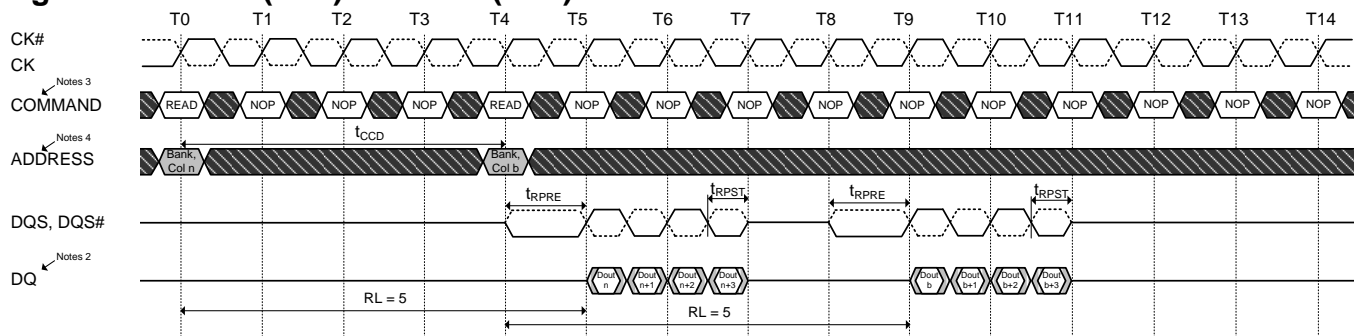 T0 T1 T2 T3 T4 T5 T6 T7 T8 T9 T10 T11 T12 T13 T14
CK#
CK
Notes 3
COMMAND READ NOP NOP NOP READ NOP NOP NOP NOP NOP NOP NOP NOP NOP NOP
tCCD
Notes 4
ADDRESS Bank, Col n Bank, Col b
tRPRE tRPST tRPRE tRPST
DQS, DQS#
Notes 2
DQ Dout n Dout n+1 Dout n+2 Dout n+3 Dout b Dout b+1 Dout b+2 Dout b+3
RL = 5
RL = 5